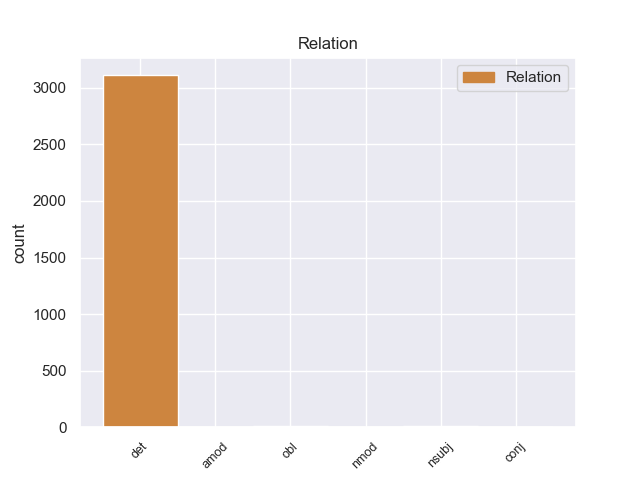 Relation
Relation
count
3000
2500
2000
1500
1000
500
0
det
amod
obl
nmod
nsubj
conj